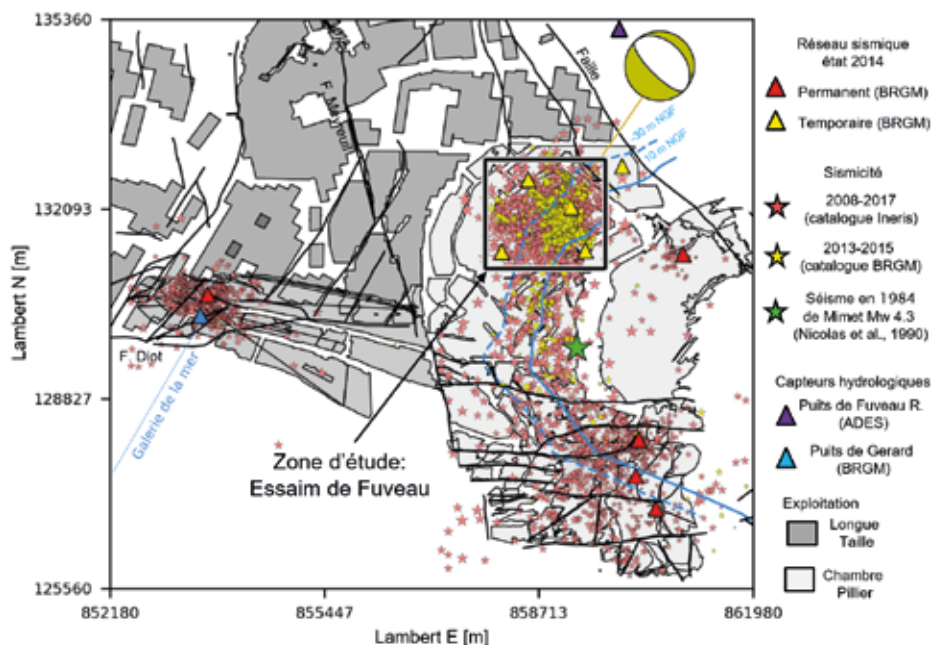 135360
132093
128827
125560
Lambert N [m]
852180
855447
858713
861980
Lambert E [m]
F. Meyreuil
Faille
-30 m NGF
10 m NGF
F. Diot
Galerie de la mer
Zone d'étude:
Essaim de Fuveau
Réseau sismique
état 2014
Permanent (BRGM)
Temporaire (BRGM)
Sismicité
2008-2017
(catalogue Ineris)
2013-2015
(catalogue BRGM)
Séisme en 1984
de Mimet Mw 4.3
(Nicolas et al., 1990)
Capteurs hydrologiques
Puits de Fuveau R.
(ADES)
Puits de Gerard
(BRGM)
Exploitation
Longue
Taille
Chambre
Pillier